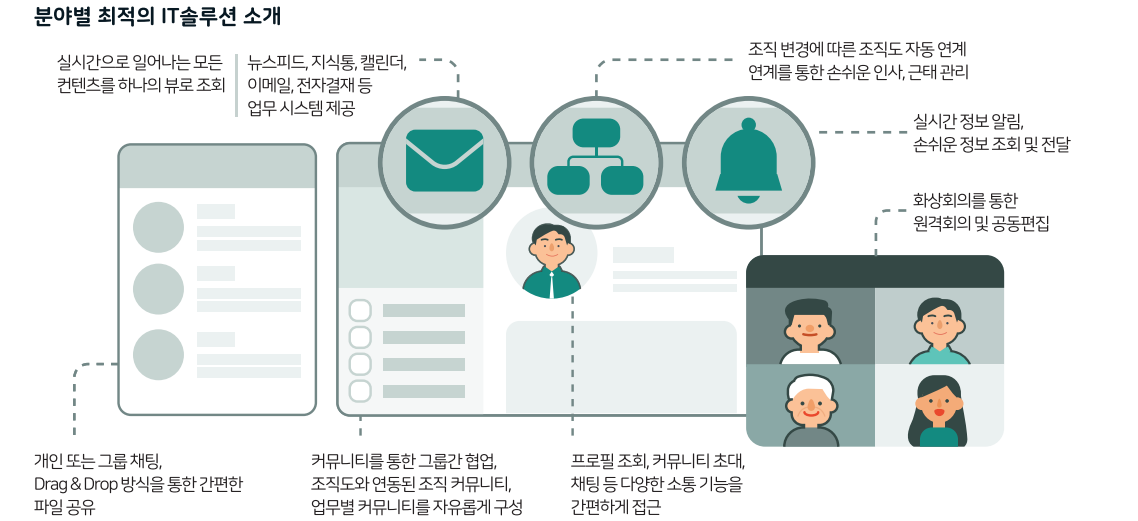 분야별 최적의 IT솔루션 소개
실시간으로 일어나는 모든
컨텐츠를 하나의 뷰로 조회
뉴스피드, 지식통, 캘린더,
이메일, 전자결재 등
업무 시스템 제공
조직 변경에 따른 조직도 자동 연계
연계를 통한 손쉬운 인사, 근태 관리
실시간 정보 알림,
손쉬운 정보 조회 및 전달
화상회의를 통한
원격회의 및 공동편집
개인 또는 그룹 채팅,
Drag & Drop 방식을 통한 간편한
파일 공유
커뮤니티를 통한 그룹간 협업,
조직도와 연동된 조직 커뮤니티,
업무별 커뮤니티를 자유롭게 구성
프로필 조회, 커뮤니티 초대,
채팅 등 다양한 소통 기능을
간편하게 접근